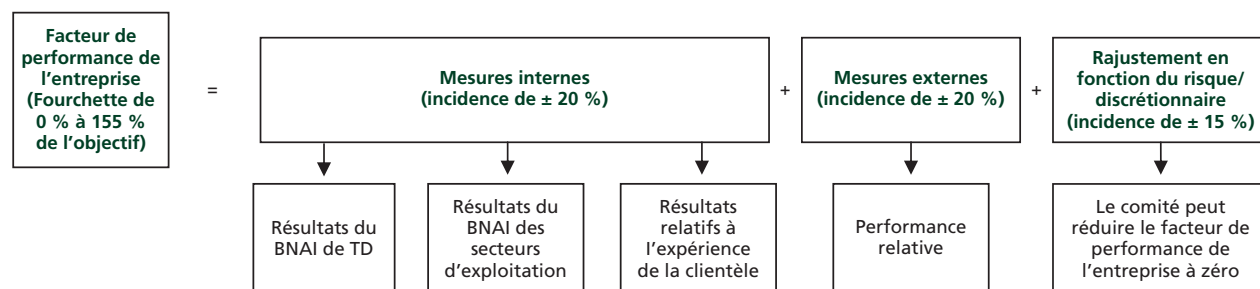 Facteur de
performance de
l'entreprise
(Fourchette de
0 % à 155 %
de l'objectif)
=
Mesures internes
(incidence de ± 20 %)
+
Mesures externes
(incidence de ± 20 %)
+
Rajustement en
fonction du risque/
discrétionnaire
(incidence de ± 15 %)
Résultats du
BNAI de TD
Résultats du
BNAI des
secteurs
d'exploitation
Résultats
relatifs à
l'expérience
de la clientèle
Performance
relative
Le comité peut
réduire le facteur de
performance de
l'entreprise à zéro